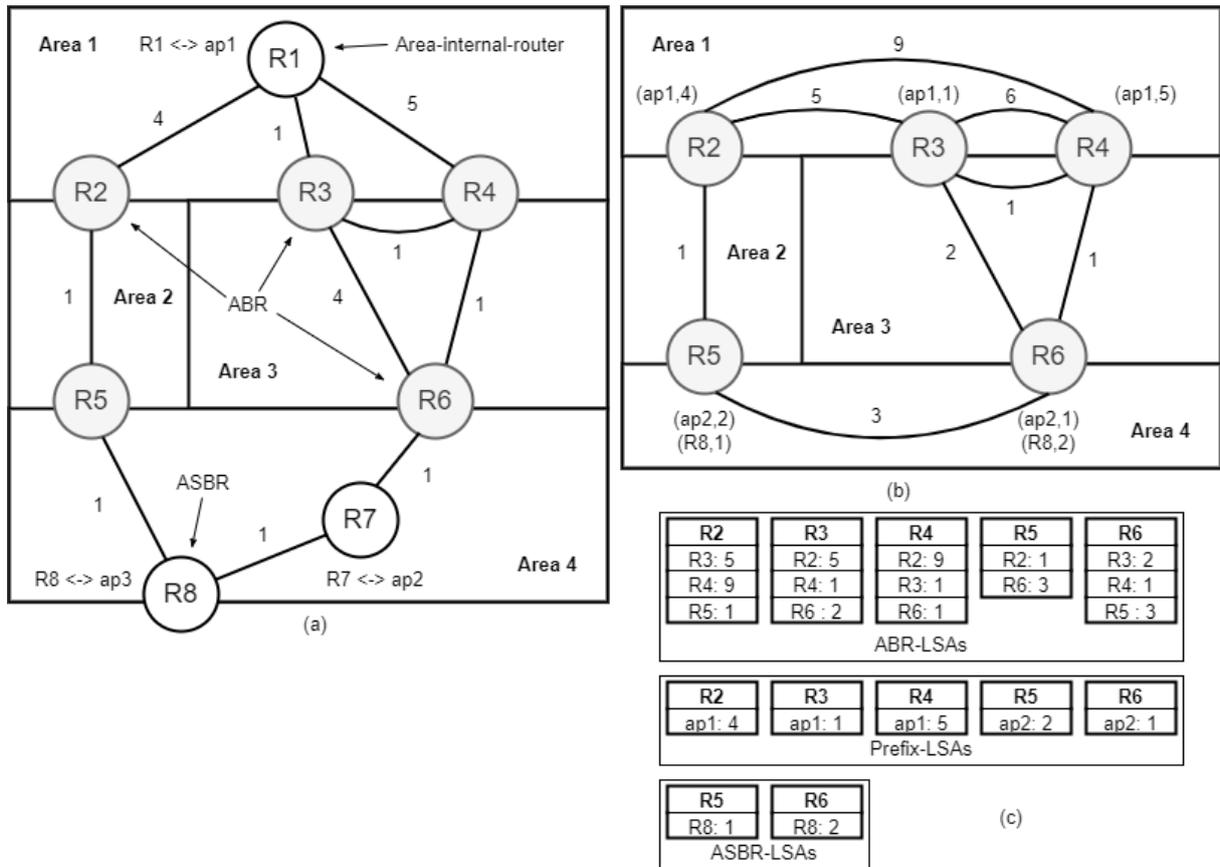 Area 1
R1 <-> ap1
R1
Area-internal-router
4
1
5
R2
R3
R4
1
Area 2
ABR
1
4
1
Area 3
R5
R6
ASBR
1
1
1
R7
R8 <-> ap3
R8
R7 <-> ap2
Area 4
(a)
Area 1
9
(ap1,4)
5
(ap1,1)
6
(ap1,5)
R2
R3
R4
1
1
Area 2
2
1
Area 3
R5
R6
(ap2,2)
(R8,1)
3
(ap2,1)
(R8,2)
Area 4
(b)
R2
R3: 5
R4: 9
R5: 1
R3
R2: 5
R4: 1
R6 : 2
R4
R2: 9
R3: 1
R6: 1
R5
R2: 1
R6: 3
R6
R3: 2
R4: 1
R5 : 3
ABR-LSAs
R2
ap1: 4
R3
ap1: 1
R4
ap1: 5
R5
ap2: 2
R6
ap2: 1
Prefix-LSAs
R5
R8: 1
R6
R8: 2
ASBR-LSAs
(c)